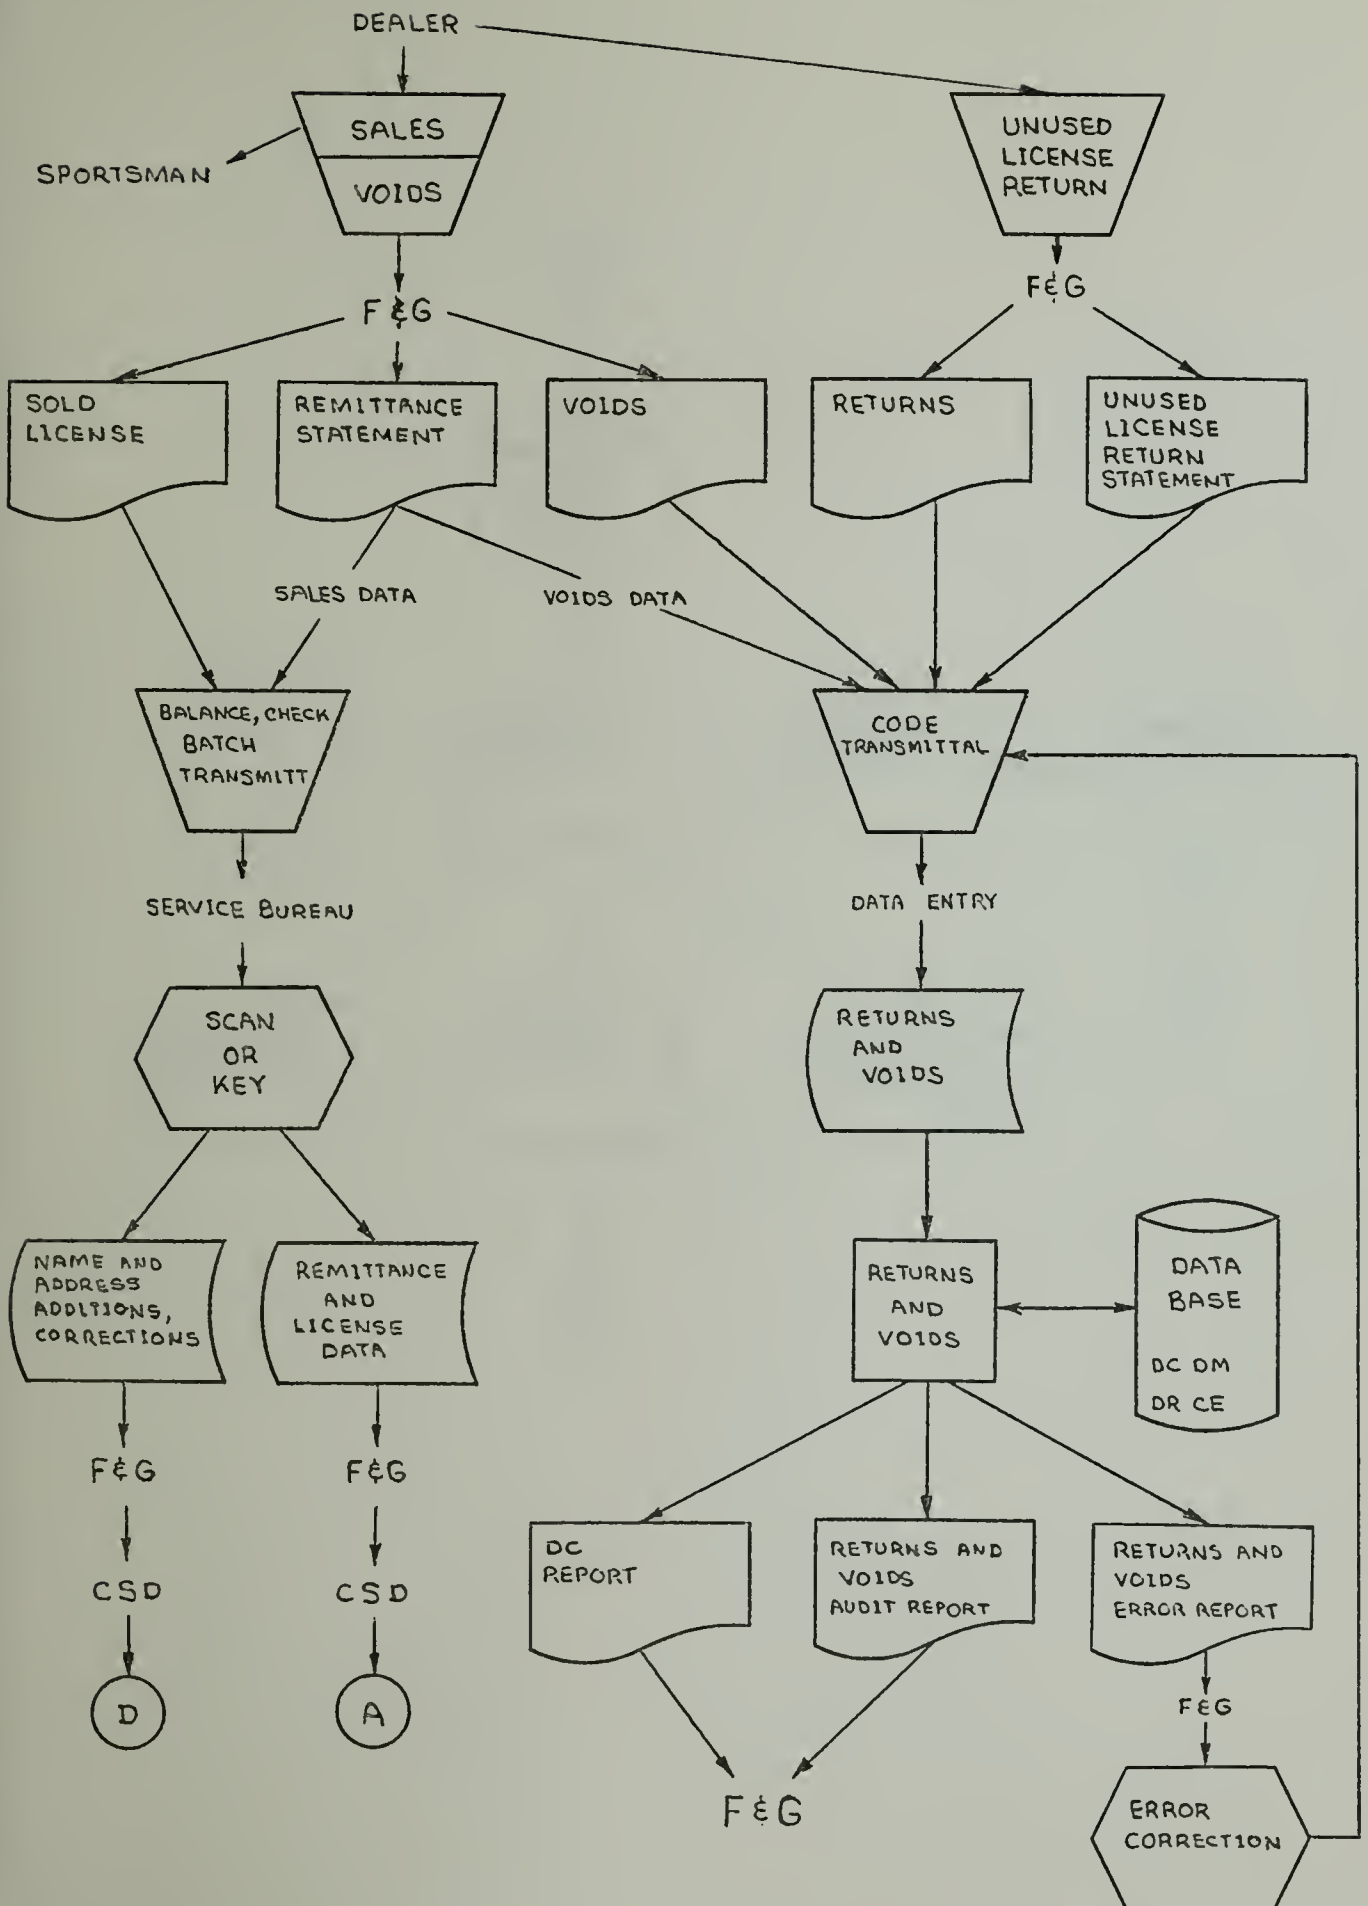 DEALER
SALES
VOIDS
SPORTSMAN
UNUSED
LICENSE
RETURN
F & G
F & G
SOLD
LICENSE
REMITTANCE
STATEMENT
VOIDS
RETURNS
UNUSED
LICENSE
RETURN
STATEMENT
SALES DATA
VOIDS DATA
BALANCE, CHECK
BATCH
TRANSMITT
CODE
TRANSMITTAL
SERVICE BUREAU
DATA ENTRY
SCAN
OR
KEY
RETURNS
AND
VOIDS
NAME AND
ADDRESS
ADDITIONS,
CORRECTIONS
REMITTANCE
AND
LICENSE
DATA
RETURNS
AND
VOIDS
DATA
BASE
DC DM
DR CE
F & G
F & G
CSD
CSD
D
A
DC
REPORT
RETURNS AND
VOIDS
AUDIT REPORT
RETURNS AND
VOIDS
ERROR REPORT
F & G
F & G
ERROR
CORRECTION